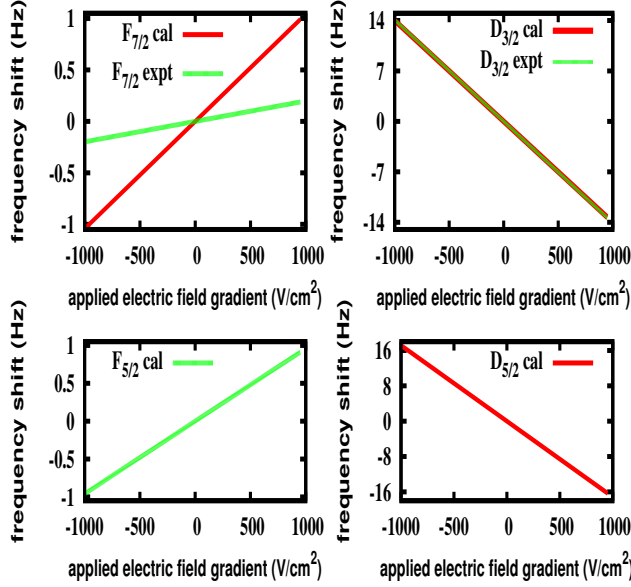 frequency shift (Hz)
1
0.5
0
-0.5
-1
F7/2 cal
F7/2 expt
-1000 -500 0 500 1000
applied electric field gradient (V/cm2)
frequency shift (Hz)
14
7
0
-7
-14
D3/2 cal
D3/2 expt
-1000 -500 0 500 1000
applied electric field gradient (V/cm2)
frequency shift (Hz)
1
0.5
0
-0.5
-1
F5/2 cal
-1000 -500 0 500 1000
applied electric field gradient (V/cm2)
frequency shift (Hz)
16
8
0
-8
-16
D5/2 cal
-1000 -500 0 500 1000
applied electric field gradient (V/cm2)